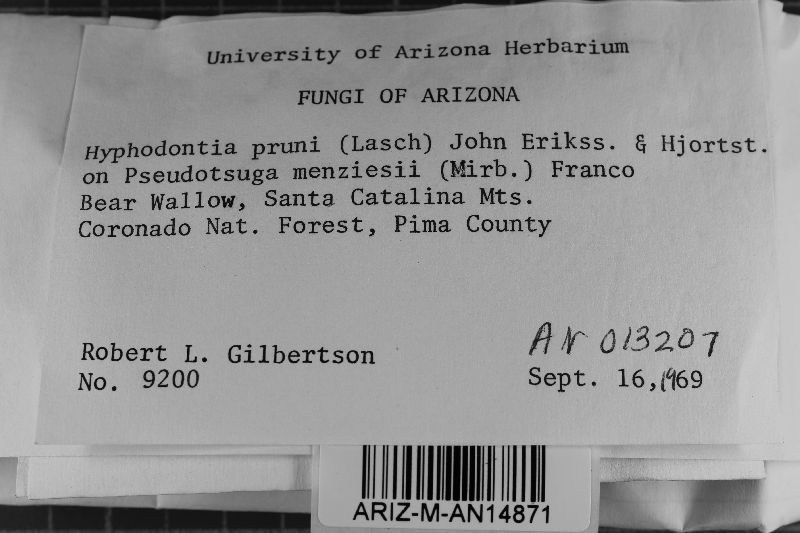 University of Arizona Herbarium
FUNGI OF ARIZONA
Hyphodontia pruni (Lasch) John Erikss. & Hjortst.
on Pseudotsuga menziesii (Mirb.) Franco
Bear Wallow, Santa Catalina Mts.
Coronado Nat. Forest, Pima County
AN 013207
Robert L. Gilbertson
No. 9200
Sept. 16, 1969
ARIZ-M-AN14871